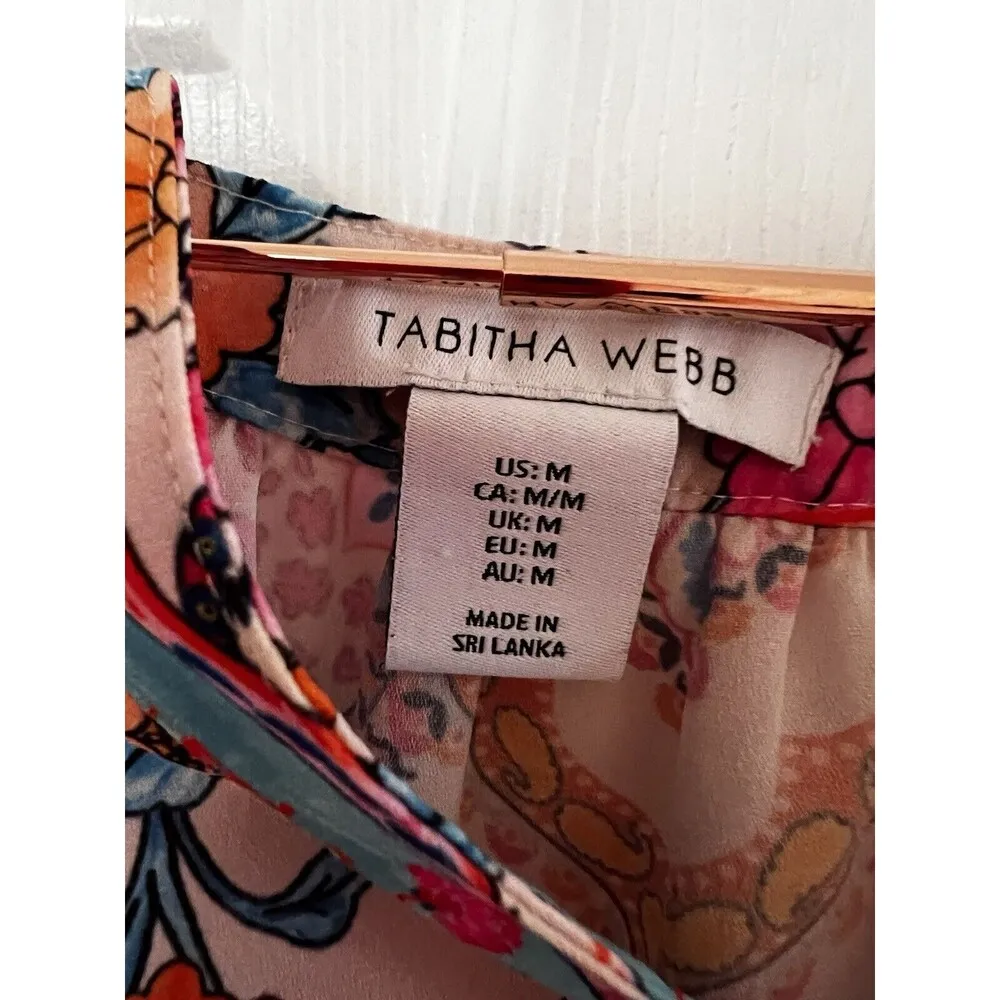 TABITHA WEBB
US: M
CA: M/M
UK: M
EU: M
AU: M
MADE IN
SRI LANKA